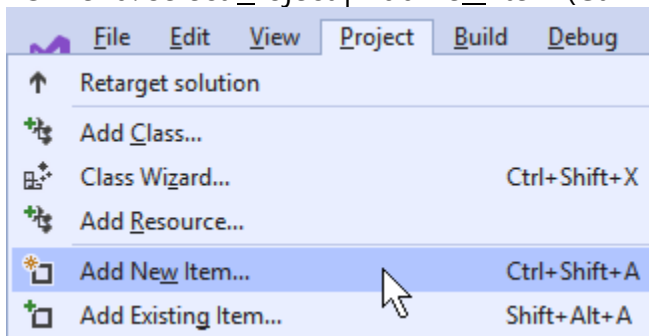 File Edit View Project Build Debug
Retarget solution
Add Class...
Class Wizard... Ctrl+Shift+X
Add Resource...
Add New Item... Ctrl+Shift+A
Add Existing Item... Shift+Alt+A